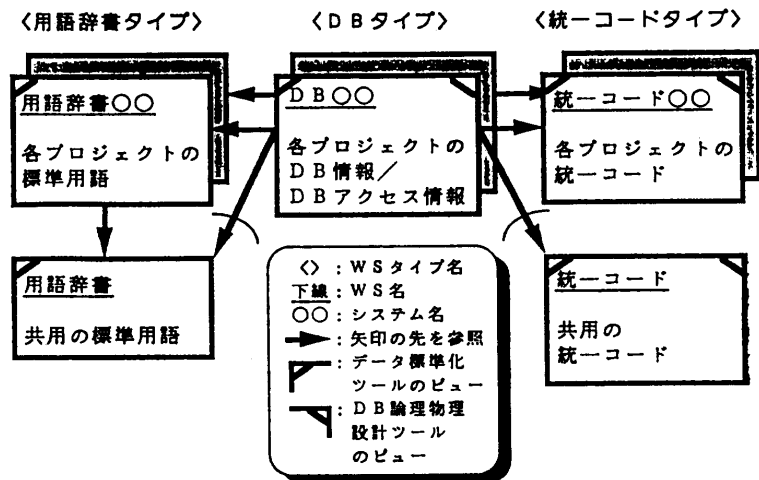 〈用語辞書タイプ〉
〈DBタイプ〉
〈統一コードタイプ〉
用語辞書○○
各プロジェクトの
標準用語
DB○○
各プロジェクトの
DB情報／
DBアクセス情報
統一コード○○
各プロジェクトの
統一コード
用語辞書
共用の標準用語
〈〉：WSタイプ名
下線：WS名
○○：システム名
：矢印の先を参照
：データ標準化
ツールのビュー
：DB論理物理
設計ツール
のビュー
統一コード
共用の
統一コード